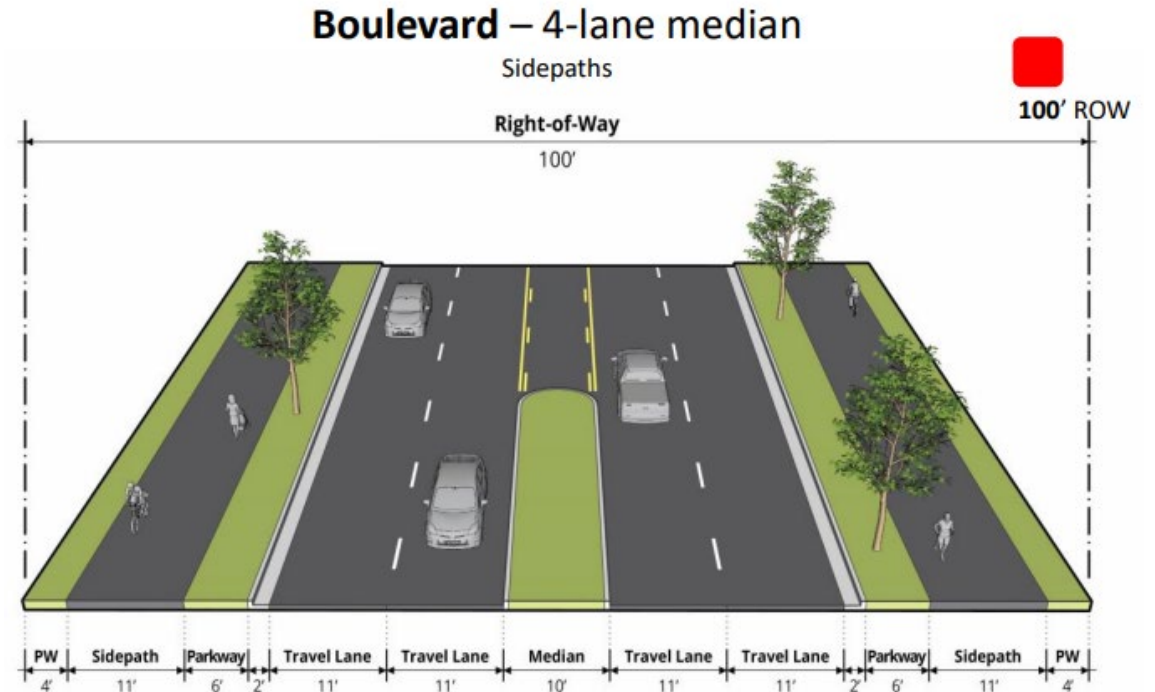 Boulevard – 4-lane median
Sidepaths
100’ ROW
Right-of-Way
100’
PW Sidepath Parkway Travel Lane Travel Lane Median Travel Lane Travel Lane Parkway Sidepath PW
4’ 11’ 6’ 2’ 11’ 11’ 10’ 11’ 11’ 2’ 6’ 11’ 4’